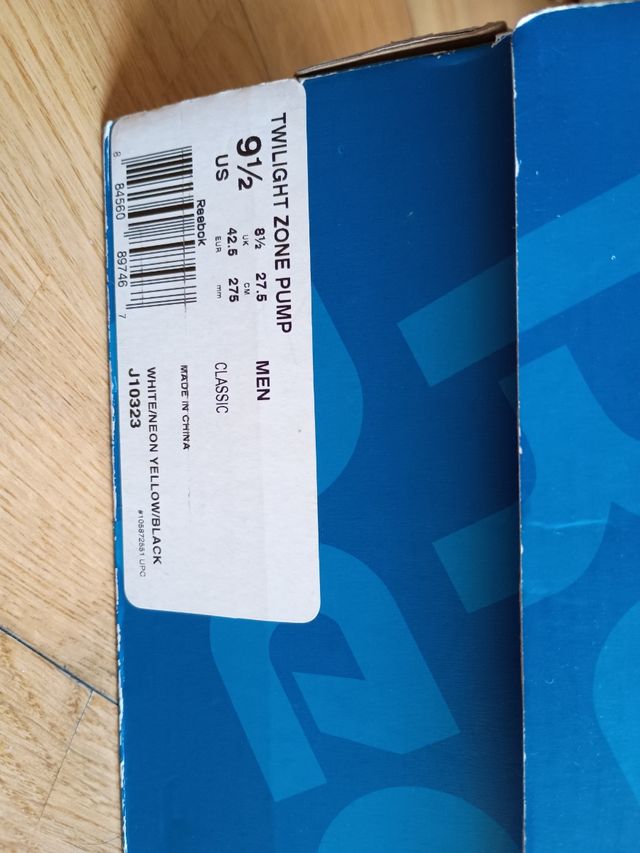 TWILIGHT ZONE PUMP
9½
US
8½
UK
27.5
CM
42.5
EUR
275
mm
MEN
CLASSIC
Reebok
MADE IN CHINA
8 84560 89746 7
WHITE/NEON YELLOW/BLACK
J10323
#105872551 UPC